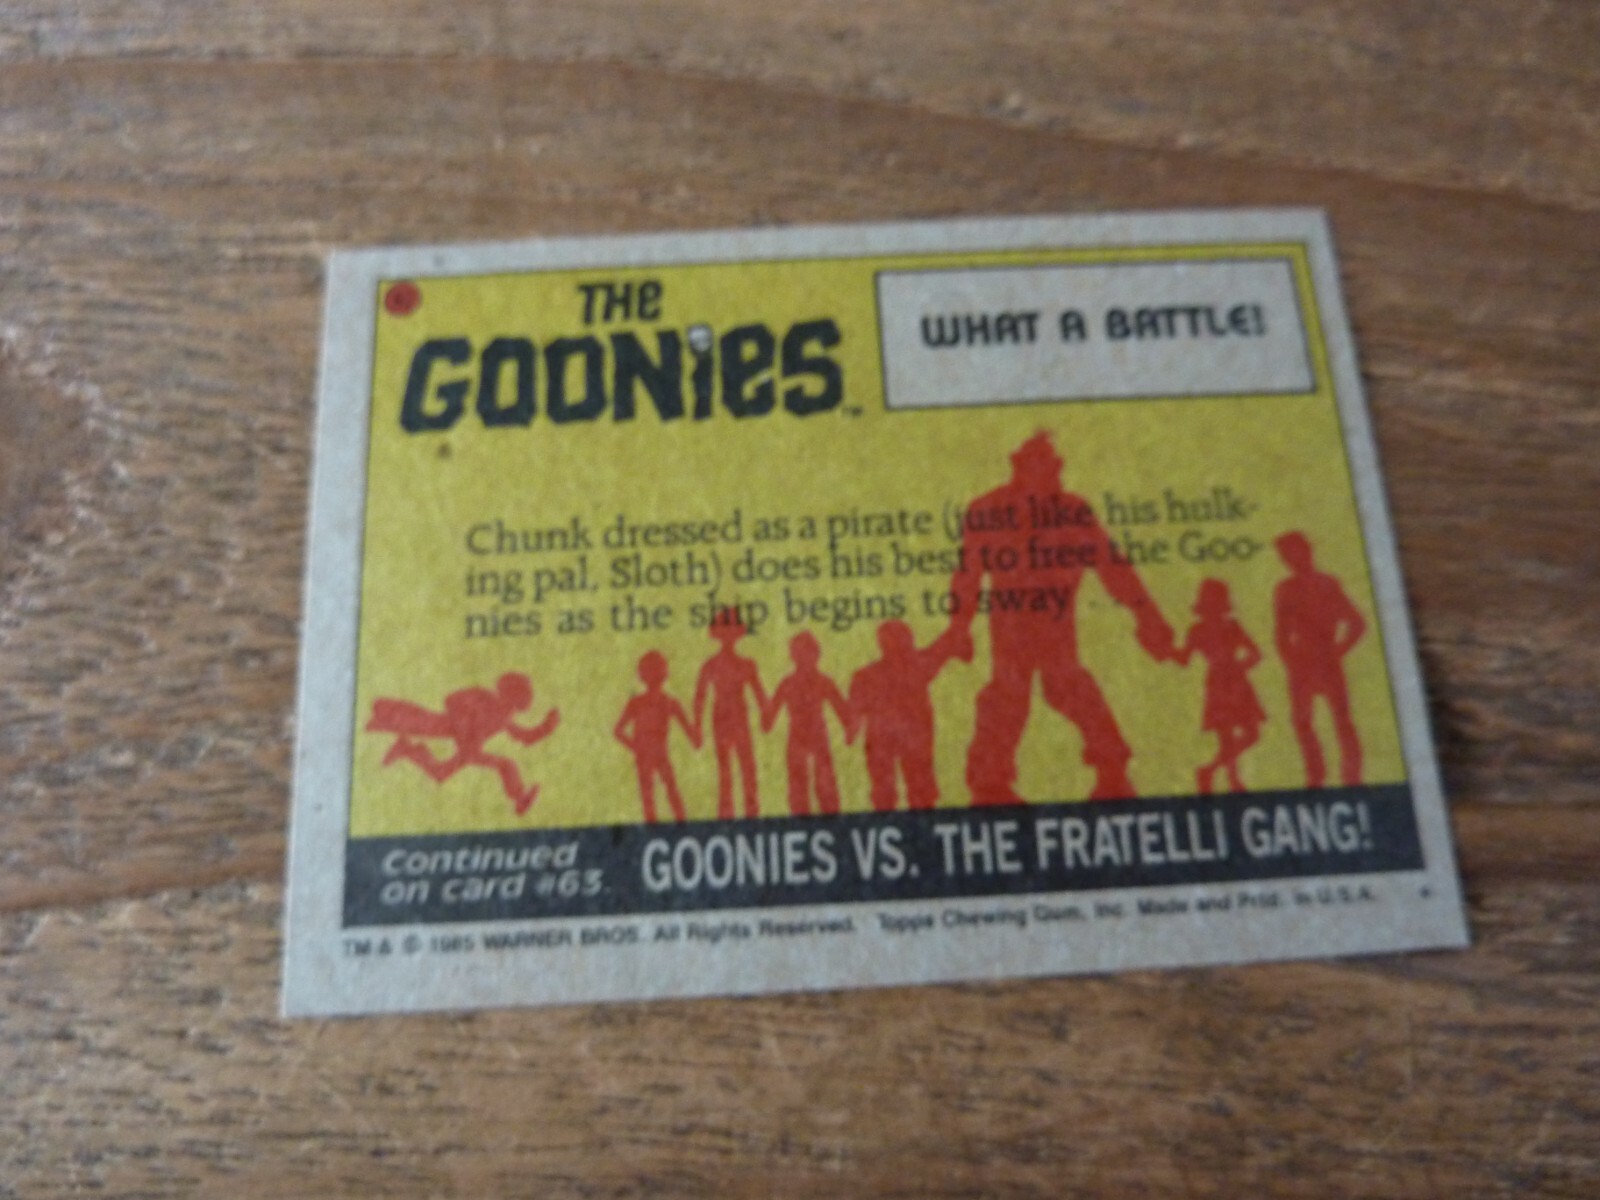 THE
GOONIES
TM
WHAT A BATTLE!
Chunk dressed as a pirate (just like his hulk-
ing pal, Sloth) does his best to free the Goo-
nies as the ship begins to sway . . .
Continued
on card #63.
GOONIES VS. THE FRATELLI GANG!
TM & © 1985 WARNER BROS. All Rights Reserved. Topps Chewing Gum, Inc. Made and Prtd. in U.S.A.